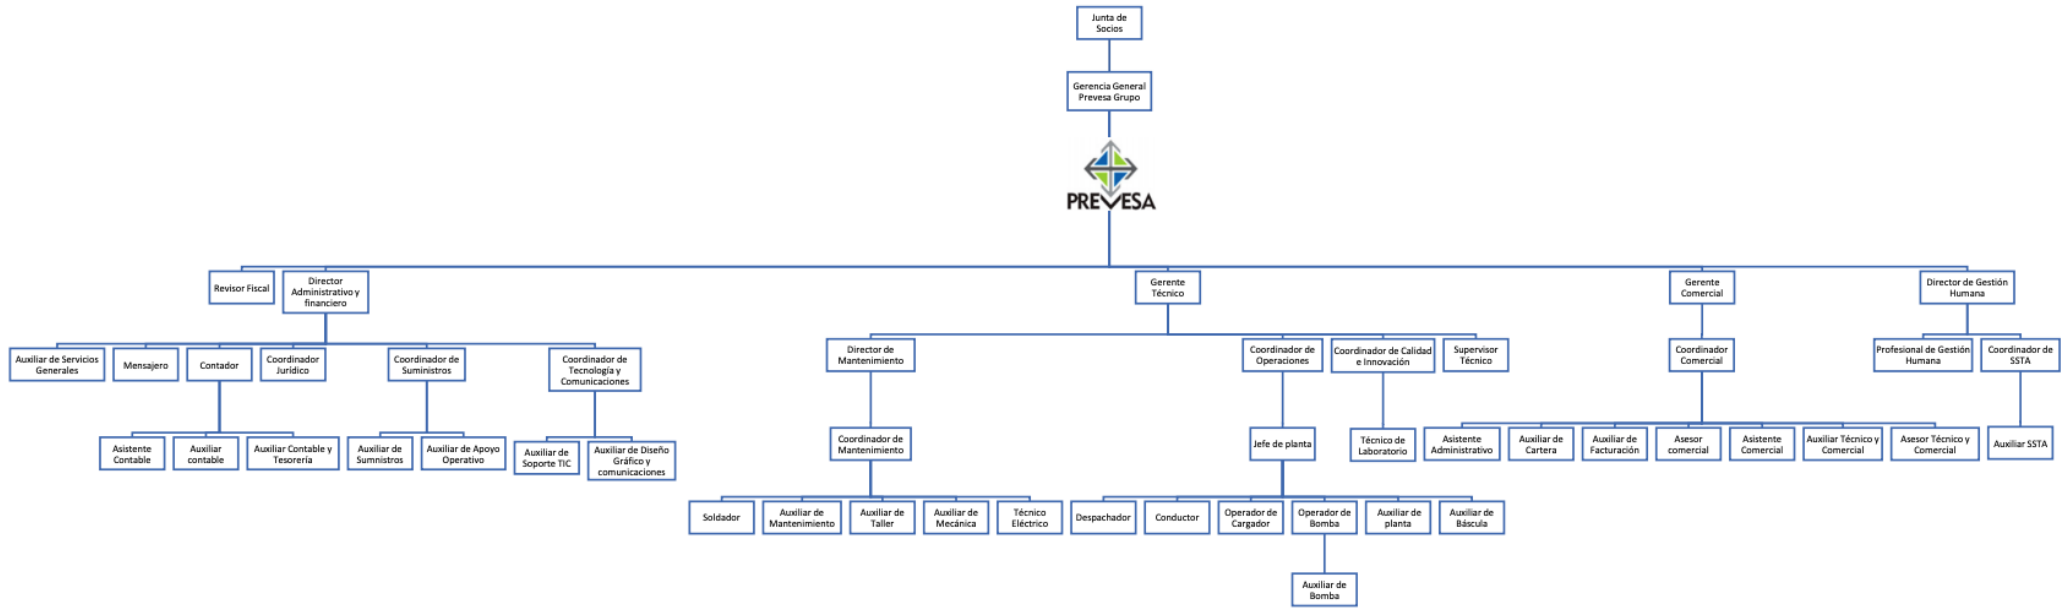 Junta de
Socios
Gerencia General
Prevesa Grupo
PREVESA
Revisor Fiscal
Director
Administrativo y
financiero
Gerente
Técnico
Gerente
Comercial
Director de Gestión
Humana
Auxiliar de Servicios
Generales
Mensajero
Contador
Coordinador
Jurídico
Coordinador de
Suministros
Coordinador de
Tecnología y
Comunicaciones
Director de
Mantenimiento
Coordinador de
Operaciones
Coordinador de Calidad
e Innovación
Supervisor
Técnico
Coordinador
Comercial
Profesional de Gestión
Humana
Coordinador de
SSTA
Asistente
Contable
Auxiliar
contable
Auxiliar Contable y
Tesorería
Auxiliar de
Sumnistros
Auxiliar de Apoyo
Operativo
Auxiliar de
Soporte TIC
Auxiliar de Diseño
Gráfico y
comunicaciones
Coordinador de
Mantenimiento
Jefe de planta
Técnico de
Laboratorio
Asistente
Administrativo
Auxiliar de
Cartera
Auxiliar de
Facturación
Asesor
comercial
Asistente
Comercial
Auxiliar Técnico y
Comercial
Asesor Técnico y
Comercial
Auxiliar SSTA
Soldador
Auxiliar de
Mantenimiento
Auxiliar de
Taller
Auxiliar de
Mecánica
Técnico
Eléctrico
Despachador
Conductor
Operador de
Cargador
Operador de
Bomba
Auxiliar de
planta
Auxiliar de
Báscula
Auxiliar de
Bomba